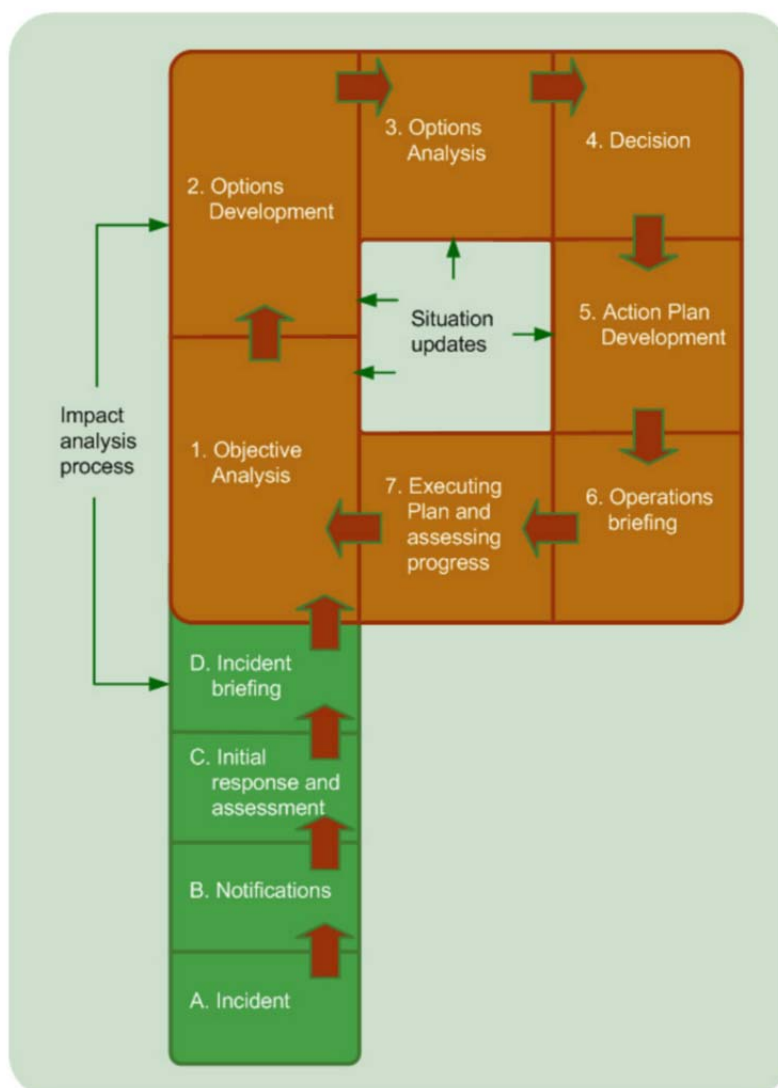 3. Options
Analysis
4. Decision
2. Options
Development
Situation
updates
5. Action Plan
Development
Impact
analysis
process
1. Objective
Analysis
7. Executing
Plan and
assessing
progress
6. Operations
briefing
D. Incident
briefing
C. Initial
response and
assessment
B. Notifications
A. Incident